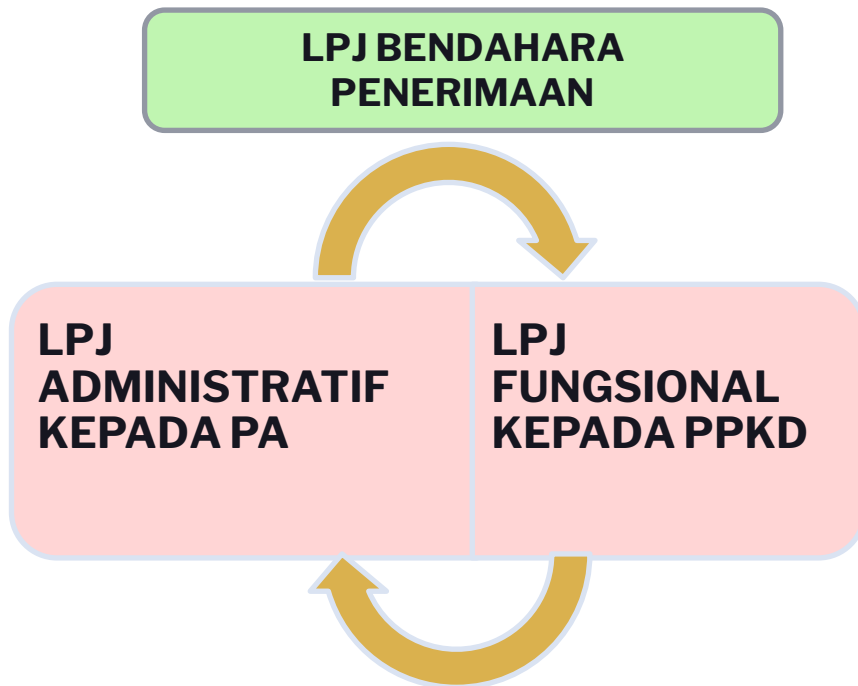 LPJ BENDAHARA
PENERIMAAN
LPJ
ADMINISTRATIF
KEPADA PA
LPJ
FUNGSIONAL
KEPADA PPKD